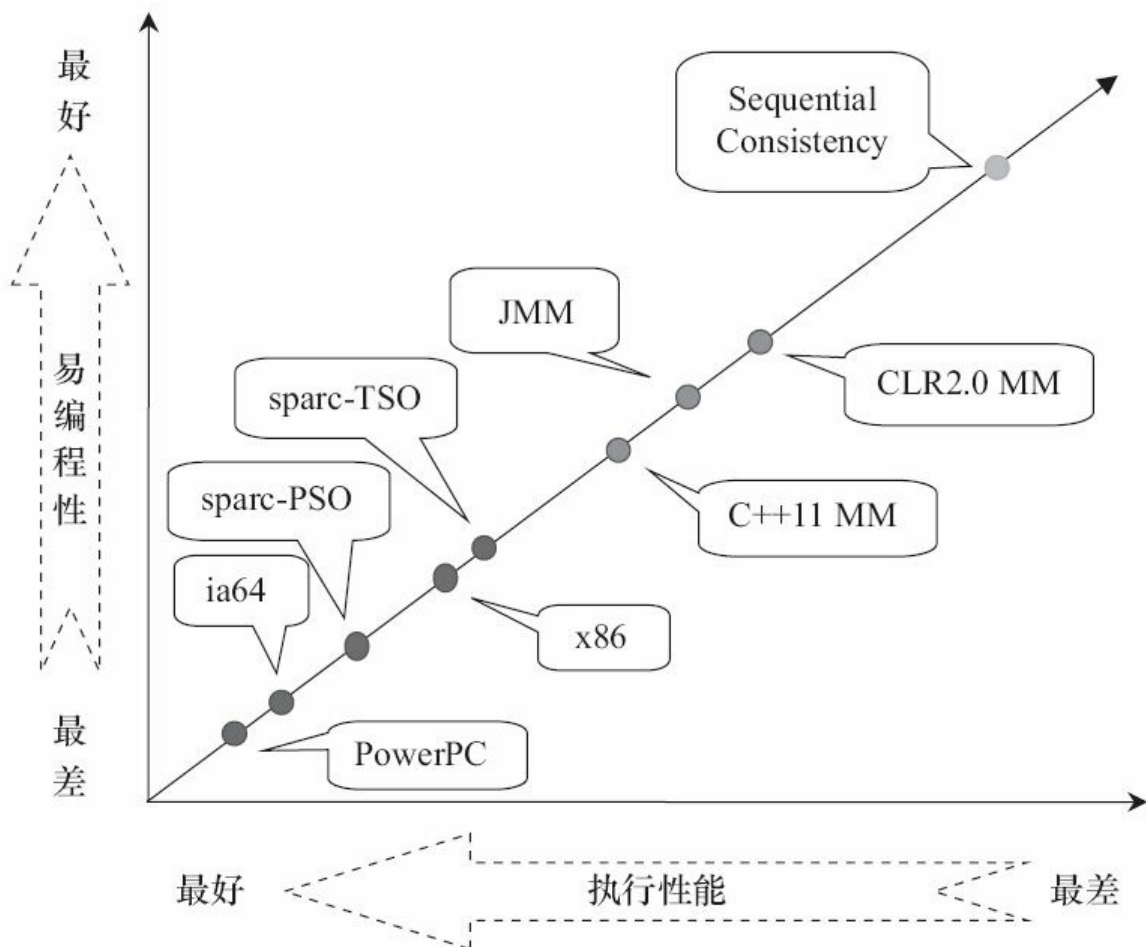 最好
易编程性
最差
Sequential
Consistency
JMM
CLR2.0 MM
sparc-TSO
C++11 MM
sparc-PSO
ia64
x86
PowerPC
最好
执行性能
最差